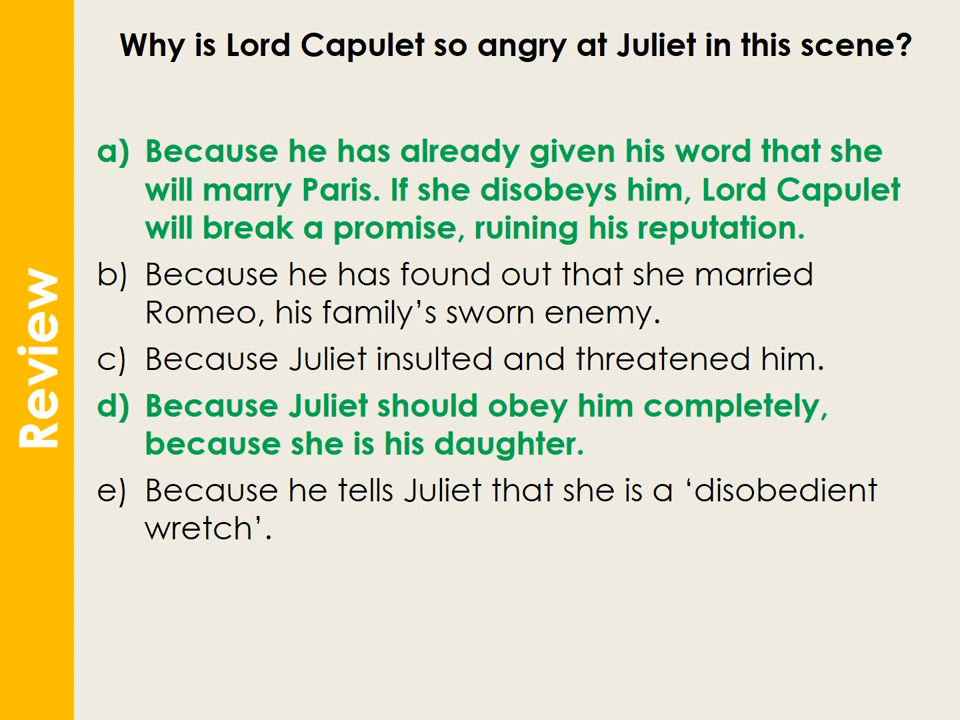 Why is Lord Capulet so angry at Juliet in this scene?
a) Because he has already given his word that she
will marry Paris. If she disobeys him, Lord Capulet
will break a promise, ruining his reputation.
b) Because he has found out that she married
Romeo, his family’s sworn enemy.
c) Because Juliet insulted and threatened him.
d) Because Juliet should obey him completely,
because she is his daughter.
e) Because he tells Juliet that she is a ‘disobedient
wretch’.
Review